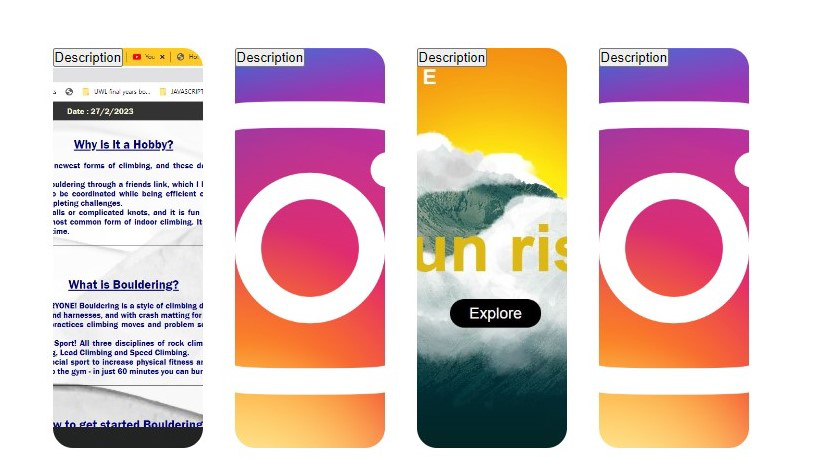 Description
You
Description
Description
Description
E
UWL final years bo...
JAVASCRIPT
Date : 27/2/2023
Why is It a Hobby?
newest forms of climbing, and these
ouldering through a friends link, which I
o be coordinated while being efficient
pleting challenges.
alls or complicated knots, and it is fun
most common form of indoor climbing. It
time.
un ris
What is Bouldering?
RYONE! Bouldering is a style of climbing
nd harnesses, and with crash matting for
ractices climbing moves and problem
Explore
Sport! All three disciplines of rock clim
g, Lead Climbing and Speed Climbing.
ocial sport to increase physical fitness
o the gym - in just 60 minutes you can bur
w to get started Bouldering